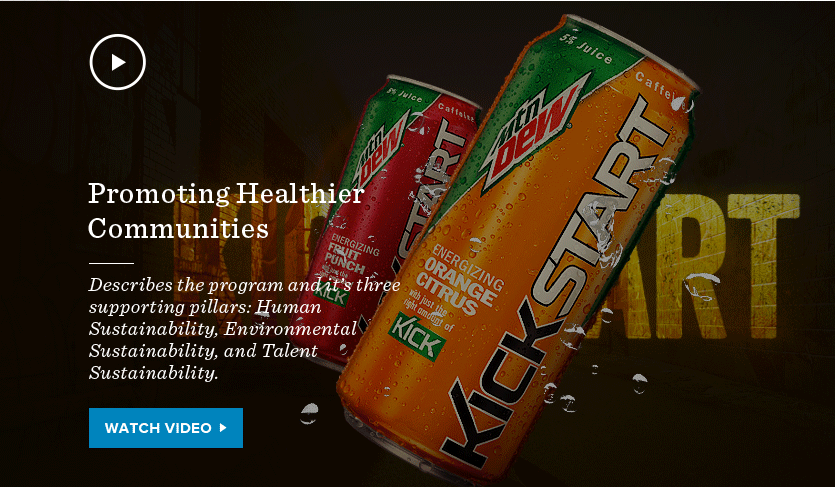 Promoting Healthier
Communities
Describes the program and it's three
supporting pillars: Human
Sustainability, Environmental
Sustainability, and Talent
Sustainability.
WATCH VIDEO
5% Juice
Caffeine
mtn
DEW
KICKSTART
ENERGIZING
FRUIT
PUNCH
KICK
5% Juice
mtn
DEW
KICKSTART
ENERGIZING
ORANGE
CITRUS
with just the
right amount of
KICK
ART